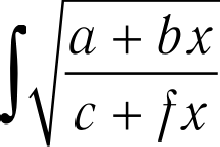 ∫√((a + bx)/(c + fx))